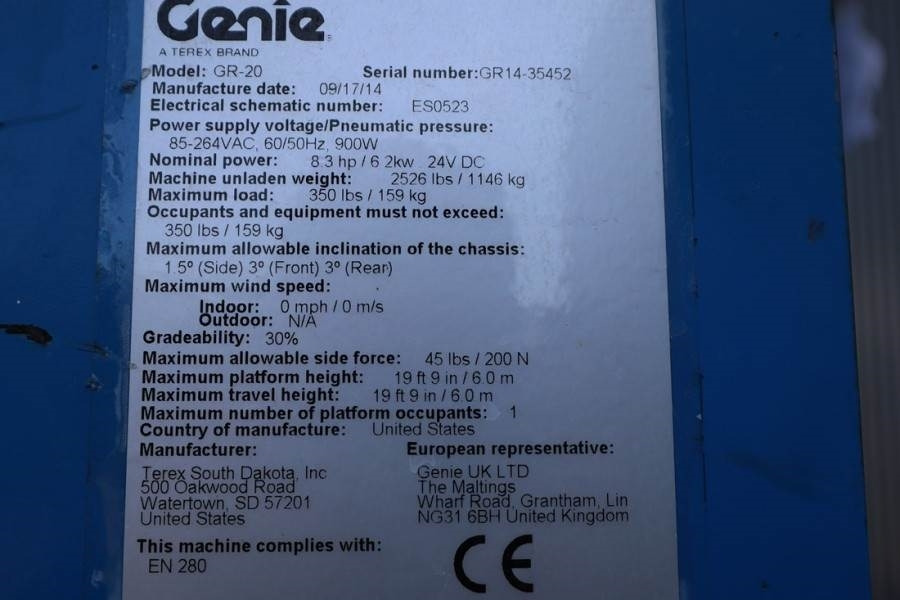 Genie
A TEREX BRAND
Model: GR-20 Serial number:GR14-35452
Manufacture date: 09/17/14
Electrical schematic number: ES0523
Power supply voltage/Pneumatic pressure:
85-264VAC, 60/50Hz, 900W
Nominal power: 8.3 hp / 6.2kw 24V DC
Machine unladen weight: 2526 lbs / 1146 kg
Maximum load: 350 lbs / 159 kg
Occupants and equipment must not exceed:
350 lbs / 159 kg
Maximum allowable inclination of the chassis:
1.5º (Side) 3º (Front) 3º (Rear)
Maximum wind speed:
Indoor: 0 mph / 0 m/s
Outdoor: N/A
Gradeability: 30%
Maximum allowable side force: 45 lbs / 200 N
Maximum platform height: 19 ft 9 in / 6.0 m
Maximum travel height: 19 ft 9 in / 6.0 m
Maximum number of platform occupants: 1
Country of manufacture: United States
Manufacturer: European representative:
Terex South Dakota, Inc Genie UK LTD
500 Oakwood Road The Maltings
Watertown, SD 57201 Wharf Road, Grantham, Lin
United States NG31 6BH United Kingdom
This machine complies with:
EN 280 CE